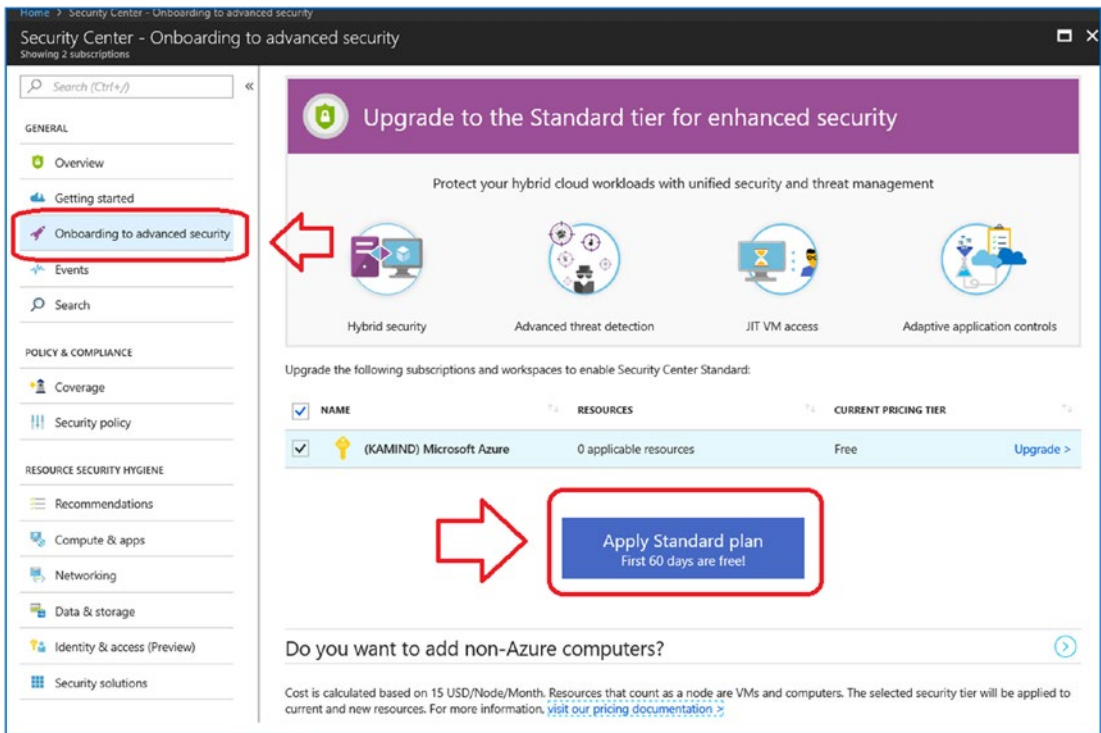 Home > Security Center - Onboarding to advanced security
Security Center - Onboarding to advanced security
Showing 2 subscriptions
Search (Ctrl+/)
GENERAL
Overview
Getting started
Onboarding to advanced security
Events
Search
POLICY & COMPLIANCE
Coverage
Security policy
RESOURCE SECURITY HYGIENE
Recommendations
Compute & apps
Networking
Data & storage
Identity & access (Preview)
Security solutions
Upgrade to the Standard tier for enhanced security
Protect your hybrid cloud workloads with unified security and threat management
Hybrid security
Advanced threat detection
JIT VM access
Adaptive application controls
Upgrade the following subscriptions and workspaces to enable Security Center Standard:
NAME RESOURCES CURRENT PRICING TIER
(KAMIND) Microsoft Azure 0 applicable resources Free Upgrade >
Apply Standard plan
First 60 days are free!
Do you want to add non-Azure computers?
Cost is calculated based on 15 USD/Node/Month. Resources that count as a node are VMs and computers. The selected security tier will be applied to
current and new resources. For more information, visit our pricing documentation >